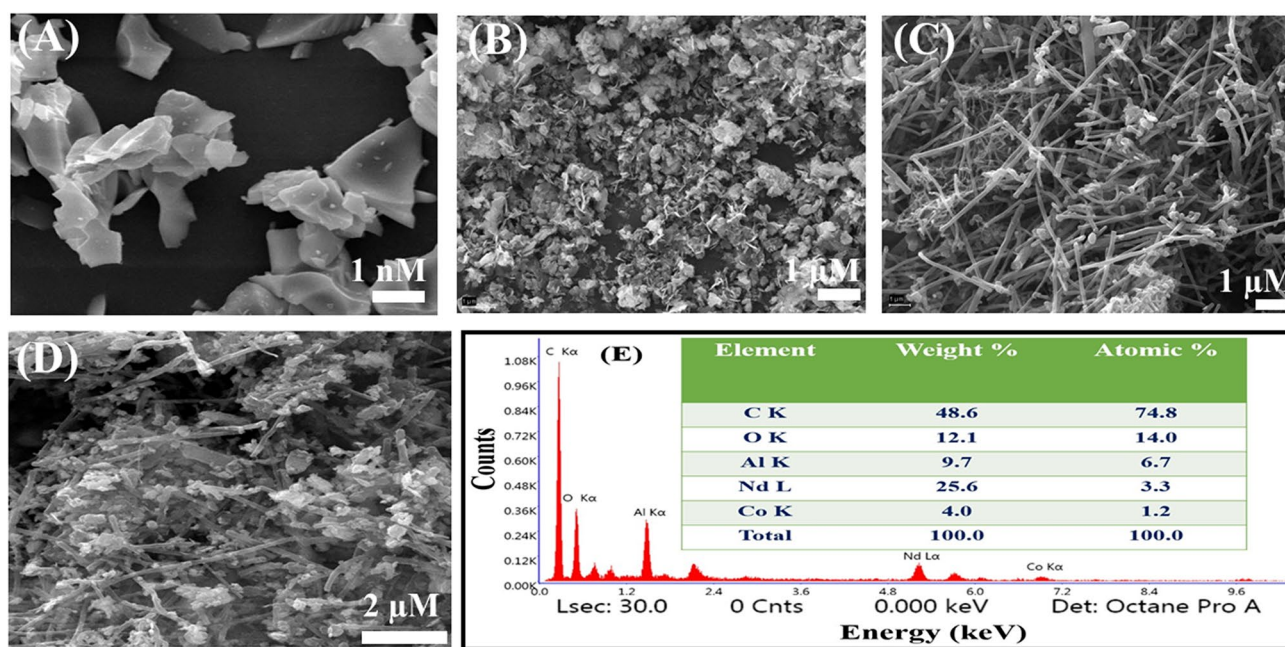 (A)
1 nM
(B)
1 μM
1 μm
(C)
1 μM
1 μm
(D)
2 μM
(E)
Counts
1.08K
0.96K
0.84K
0.72K
0.60K
0.48K
0.36K
0.24K
0.12K
0.00K
C Kα
O Kα
Al Kα
Nd Lα
Co Kα
Element Weight % Atomic %
C K 48.6 74.8
O K 12.1 14.0
Al K 9.7 6.7
Nd L 25.6 3.3
Co K 4.0 1.2
Total 100.0 100.0
0.0 1.2 2.4 3.6 4.8 6.0 7.2 8.4 9.6
Lsec: 30.0 0 Cnts 0.000 keV Det: Octane Pro A
Energy (keV)